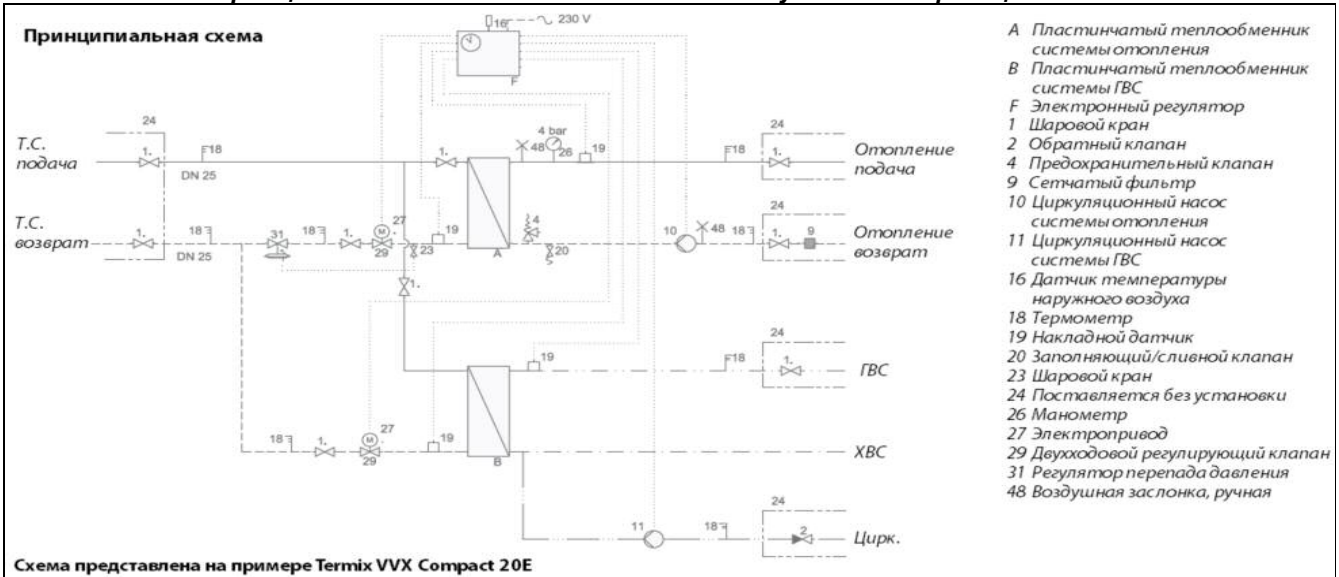 16 230 V
Принципиальная схема
F
24
Т.С.
подача
1.
18
DN 25
1.
48
4 bar
26
19
18
24
1.
Отопление
подача
Т.С.
возврат
1.
18
DN 25
31
18
1.
27
M
29
23
19
A
4
20
10
48
18
24
1.
9
Отопление
возврат
1.
19
18
24
1.
ГВС
18
1.
27
M
29
19
B
ХВС
11
18
24
2
Цирк.
Схема представлена на примере Termix VVX Compact 20E
A Пластинчатый теплообменник
системы отопления
B Пластинчатый теплообменник
системы ГВС
F Электронный регулятор
1 Шаровой кран
2 Обратный клапан
4 Предохранительный клапан
9 Сетчатый фильтр
10 Циркуляционный насос
системы отопления
11 Циркуляционный насос
системы ГВС
16 Датчик температуры
наружного воздуха
18 Термометр
19 Накладной датчик
20 Заполняющий/сливной клапан
23 Шаровой кран
24 Поставляется без установки
26 Манометр
27 Электропривод
29 Двухходовой регулирующий клапан
31 Регулятор перепада давления
48 Воздушная заслонка, ручная